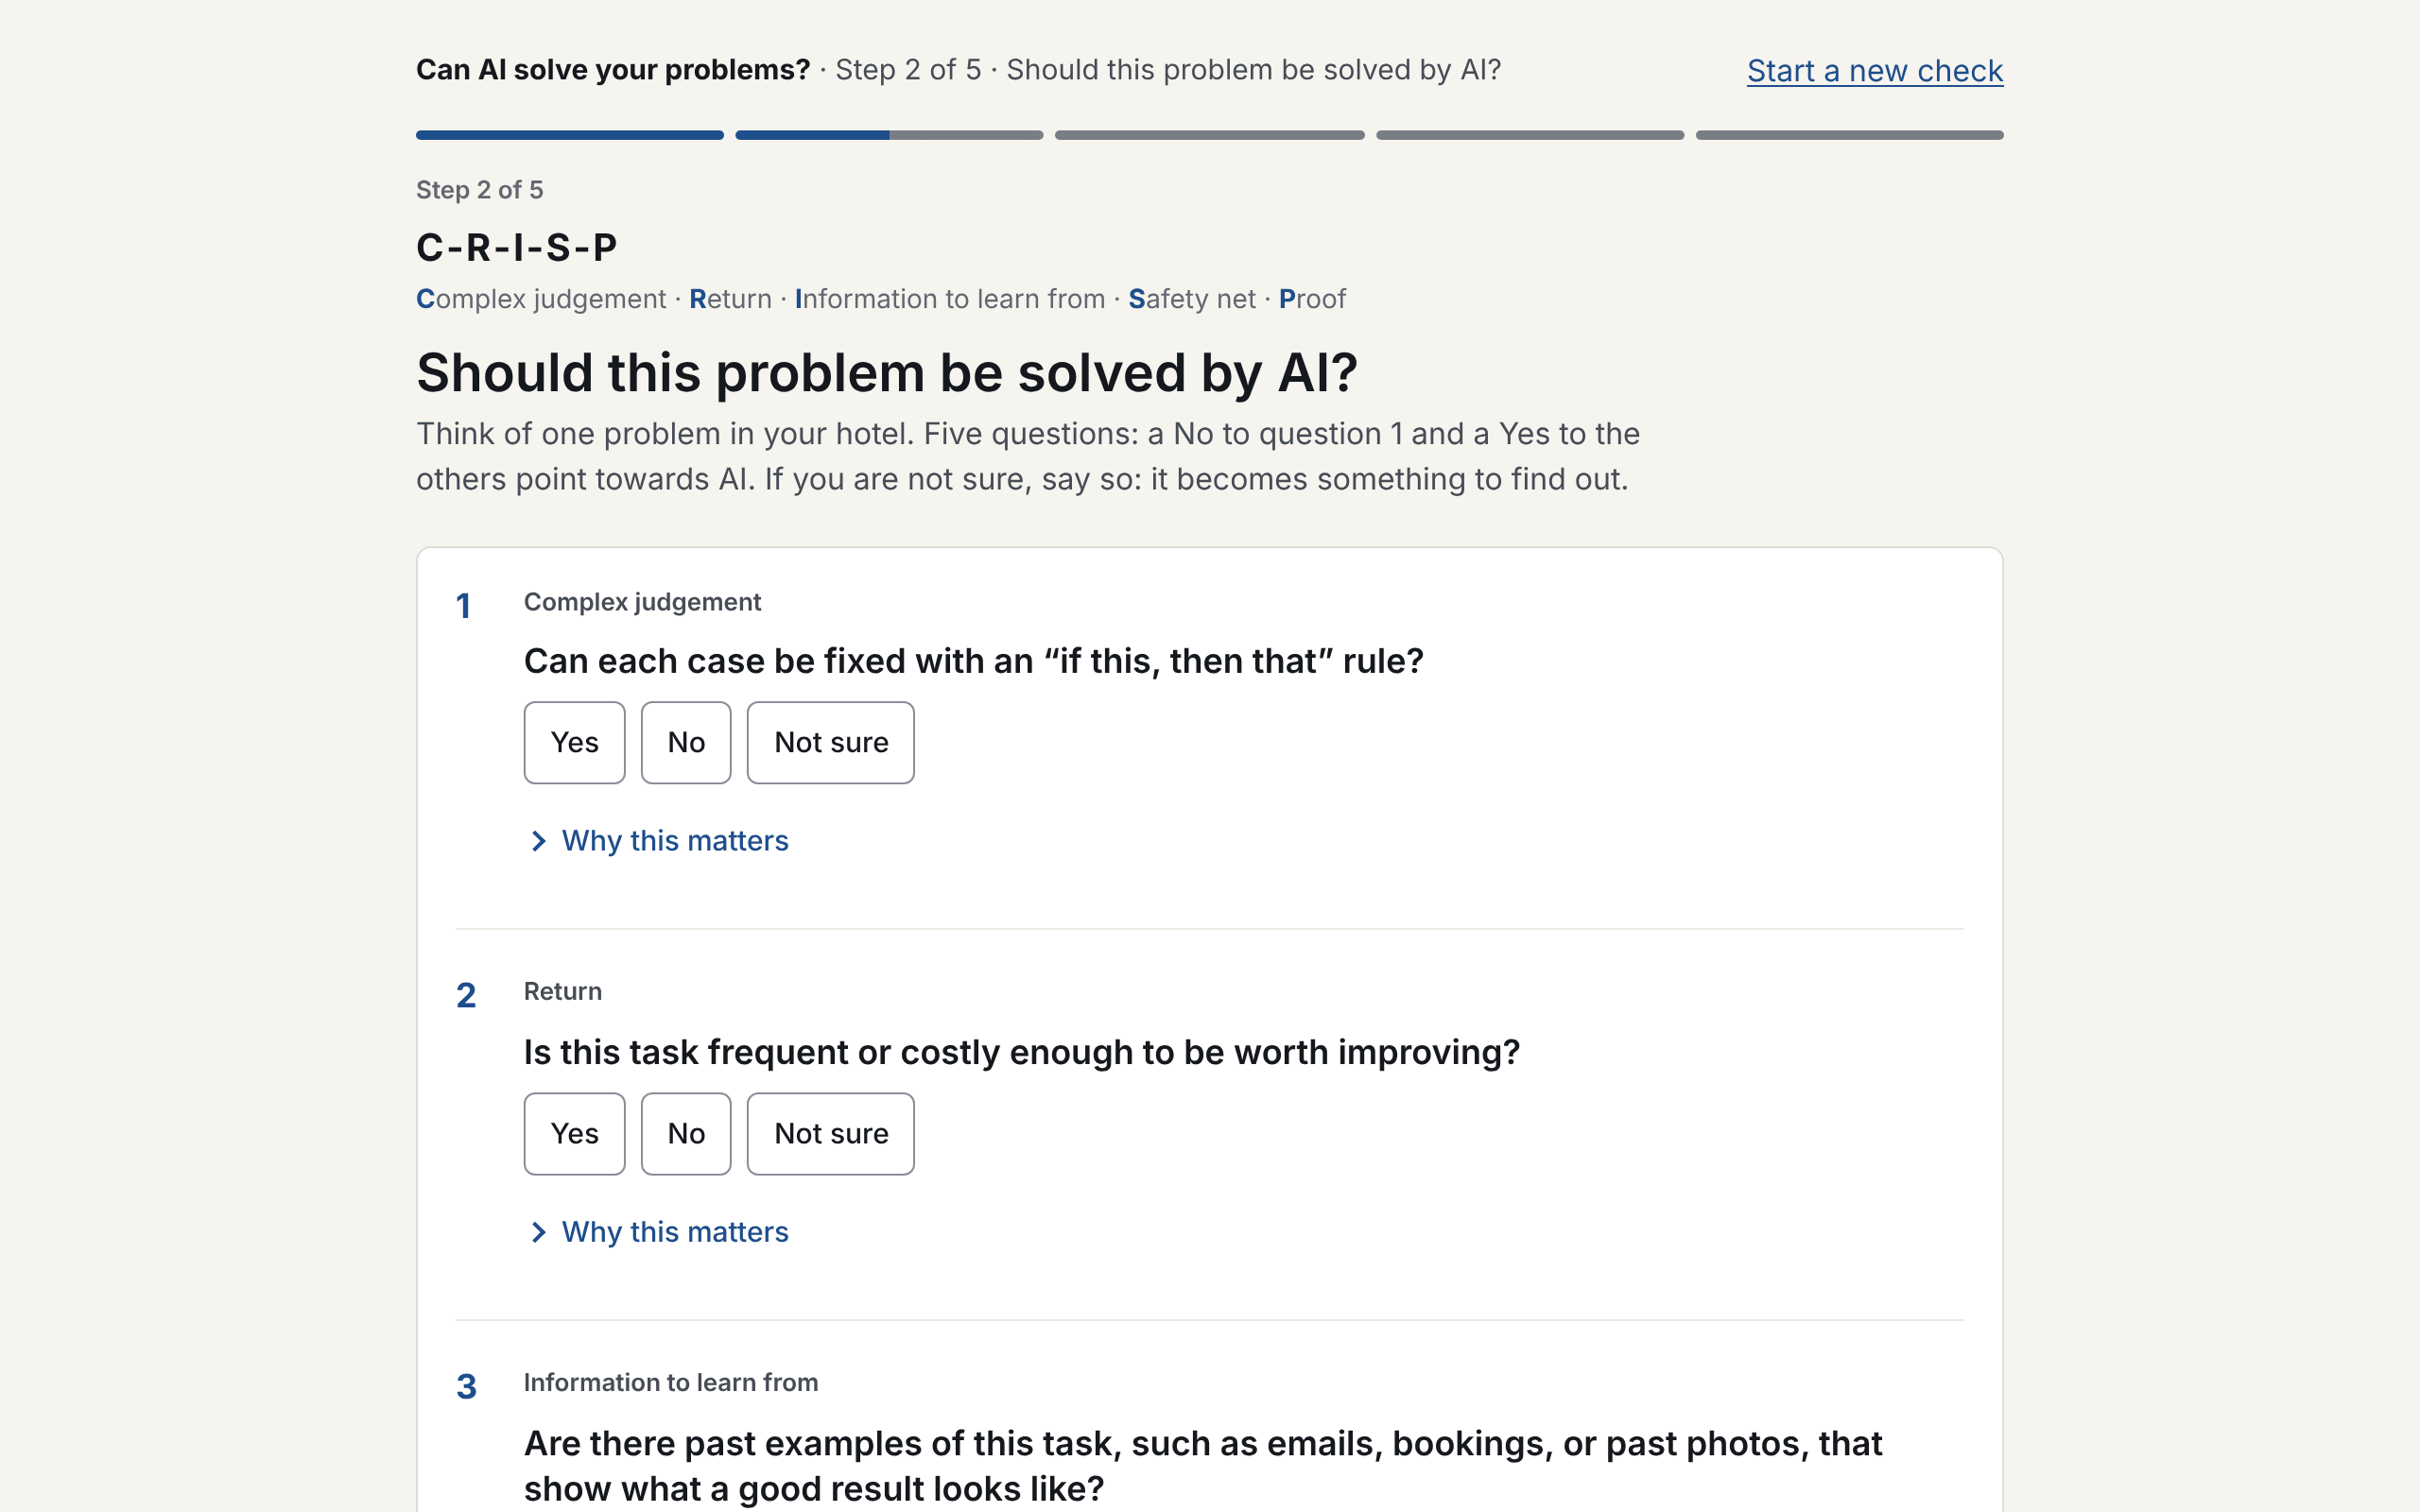 Can AI solve your problems? · Step 2 of 5 · Should this problem be solved by AI?
Start a new check
Step 2 of 5
C-R-I-S-P
Complex judgement · Return · Information to learn from · Safety net · Proof
Should this problem be solved by AI?
Think of one problem in your hotel. Five questions: a No to question 1 and a Yes to the
others point towards AI. If you are not sure, say so: it becomes something to find out.
1
Complex judgement
Can each case be fixed with an “if this, then that” rule?
Yes
No
Not sure
Why this matters
2
Return
Is this task frequent or costly enough to be worth improving?
Yes
No
Not sure
Why this matters
3
Information to learn from
Are there past examples of this task, such as emails, bookings, or past photos, that
show what a good result looks like?